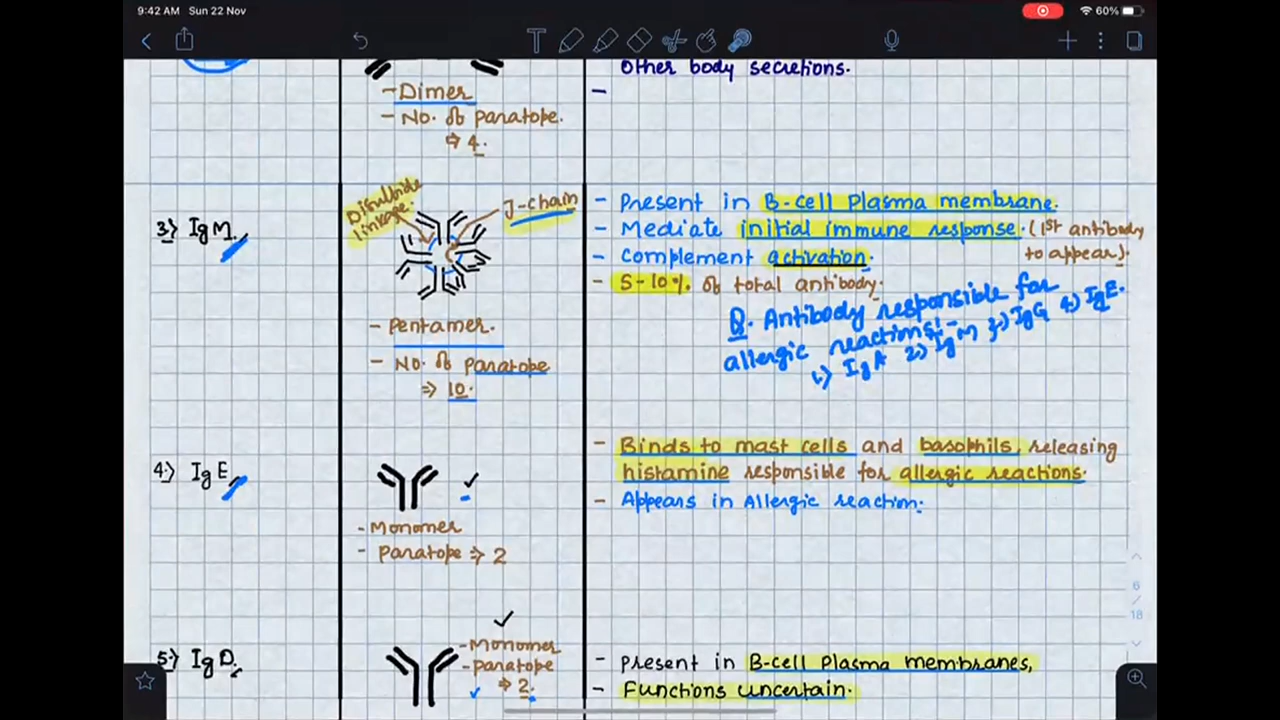 9:42 AM Sun 22 Nov
60%
Other body secretions.
-
- Dimer
- No. of paratope
⇒ 4.
3) IgM
Disulphide linkage.
J-chain
- Pentamer.
- No. of paratope
⇒ 10
- Present in B-cell Plasma membrane.
- Mediate initial immune response. (1st antibody
to appear).
- Complement activation.
- 5-10% of total antibody.
Q. Antibody responsible for
allergic reactions:-
1.) IgA 2.) IgM 3.) IgG 4.) IgE.
4) IgE
- Monomer
- Paratope ⇒ 2
- Binds to mast cells and basophils, releasing
histamine responsible for allergic reactions.
- Appears in Allergic reaction.
5) IgD.
- Monomer
- paratope
⇒ 2.
- present in B-cell plasma membranes,
- Functions uncertain.
6
/
18